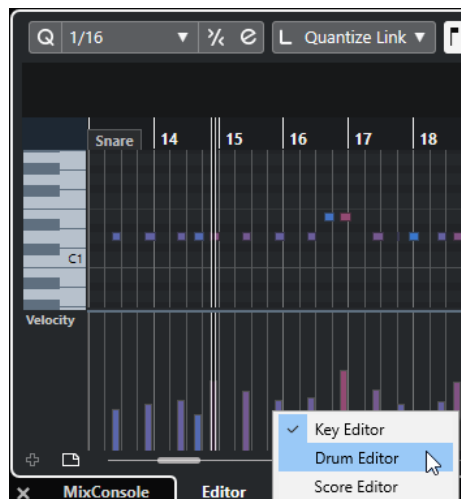 Q 1/16 Quantize Link
Snare 14 15 16 17 18
C1
Velocity
Key Editor
Drum Editor
Score Editor
MixConsole Editor